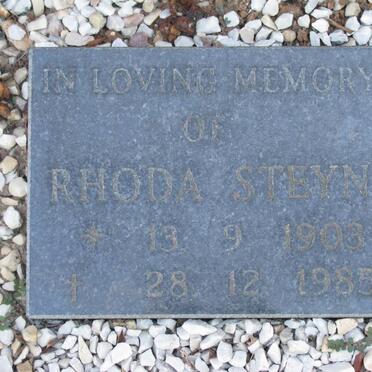 IN LOVING MEMORY
OF
RHODA STEYN
* 13 9 1903
† 28 12 1985